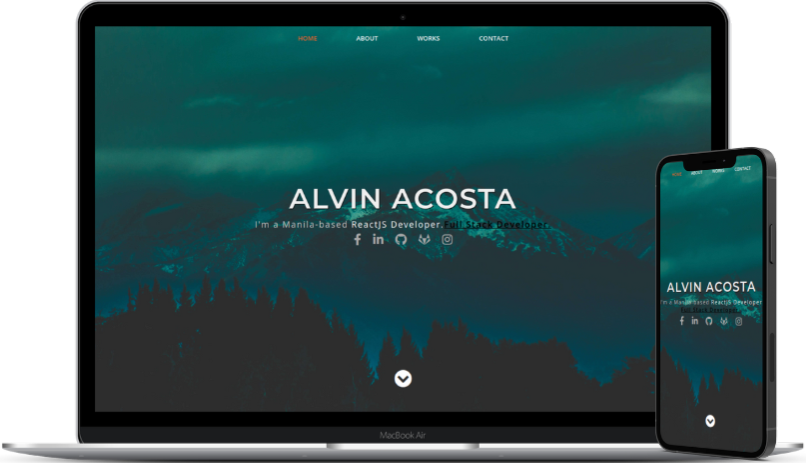 HOME ABOUT WORKS CONTACT
ALVIN ACOSTA
I'm a Manila-based ReactJS Developer.Full Stack Developer.
MacBook Air
HOME ABOUT WORKS CONTACT
ALVIN ACOSTA
I'm a Manila-based ReactJS Developer
Full Stack Developer.